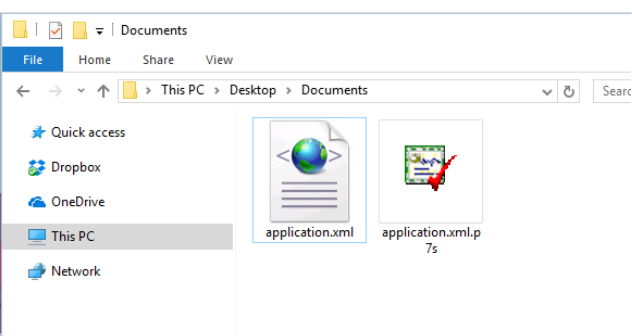 Documents
File Home Share View
This PC Desktop Documents
Quick access
Dropbox
OneDrive
This PC
Network
application.xml
application.xml.p
7s